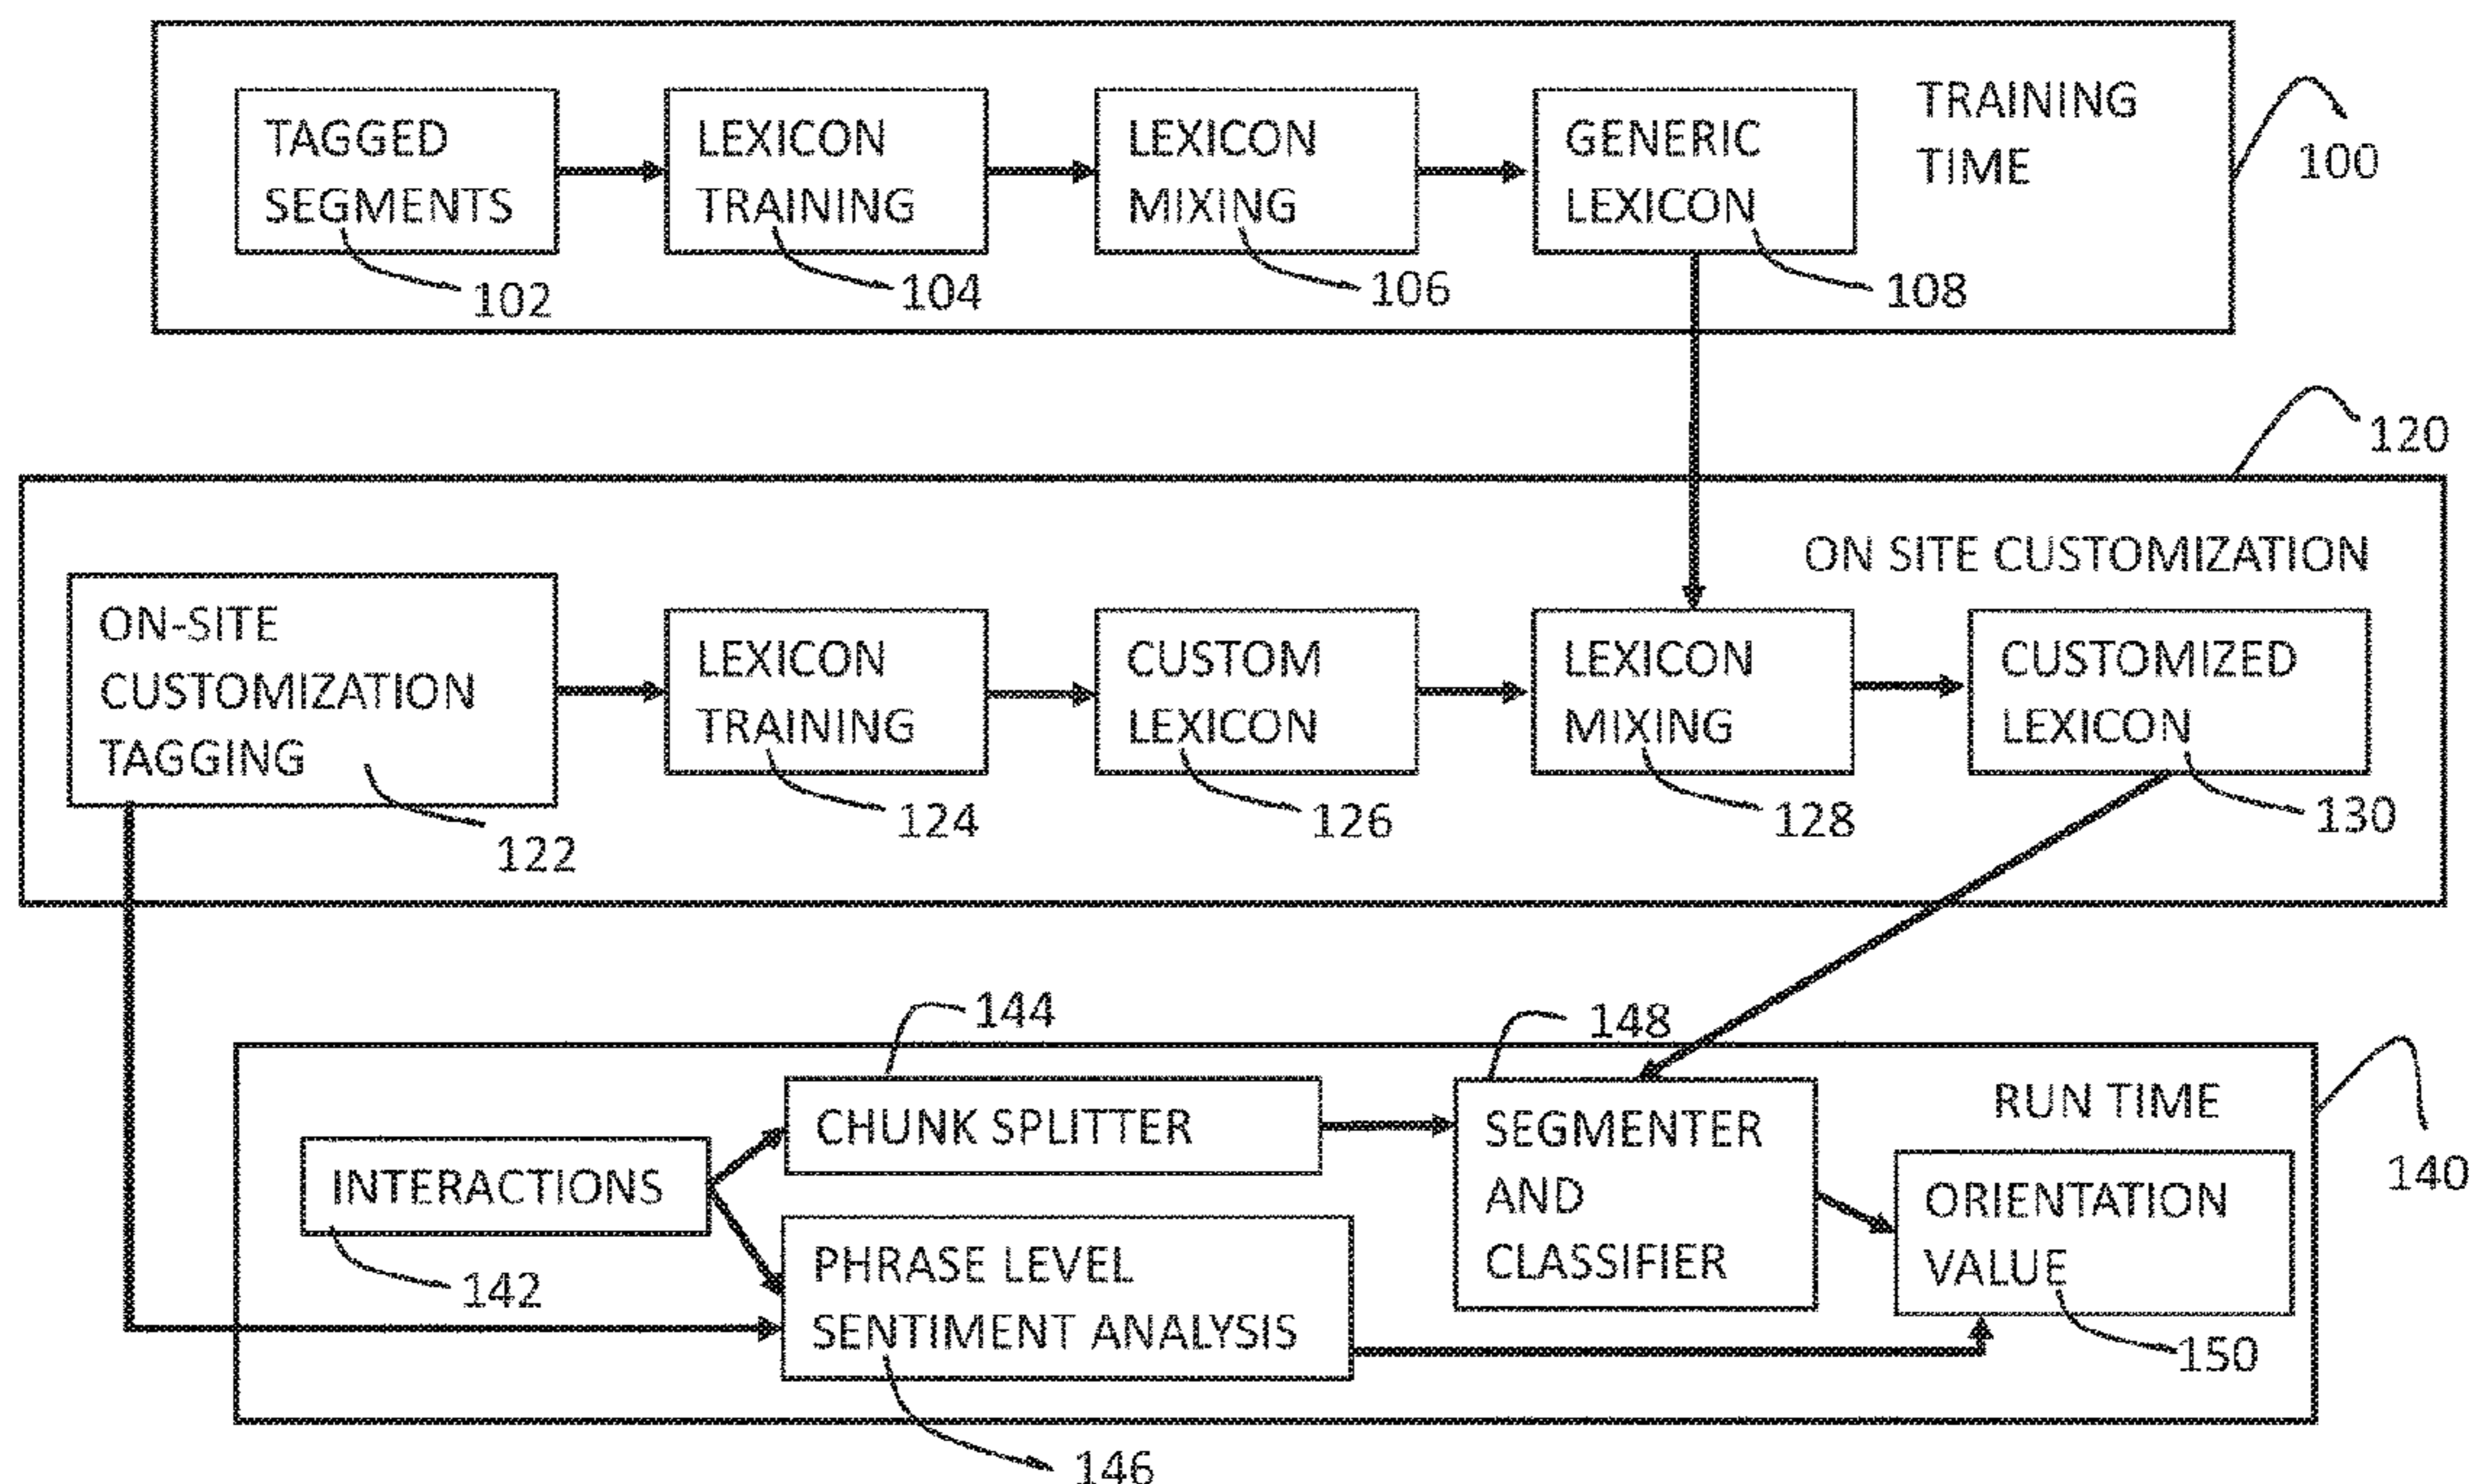 TAGGED
SEGMENTS
102
LEXICON
TRAINING
104
LEXICON
MIXING
106
GENERIC
LEXICON
108
TRAINING
TIME
100
120
ON SITE CUSTOMIZATION
ON-SITE
CUSTOMIZATION
TAGGING
122
LEXICON
TRAINING
124
CUSTOM
LEXICON
126
LEXICON
MIXING
128
CUSTOMIZED
LEXICON
130
144
148
RUN TIME
140
INTERACTIONS
142
CHUNK SPLITTER
PHRASE LEVEL
SENTIMENT ANALYSIS
146
SEGMENTER
AND
CLASSIFIER
ORIENTATION
VALUE
150